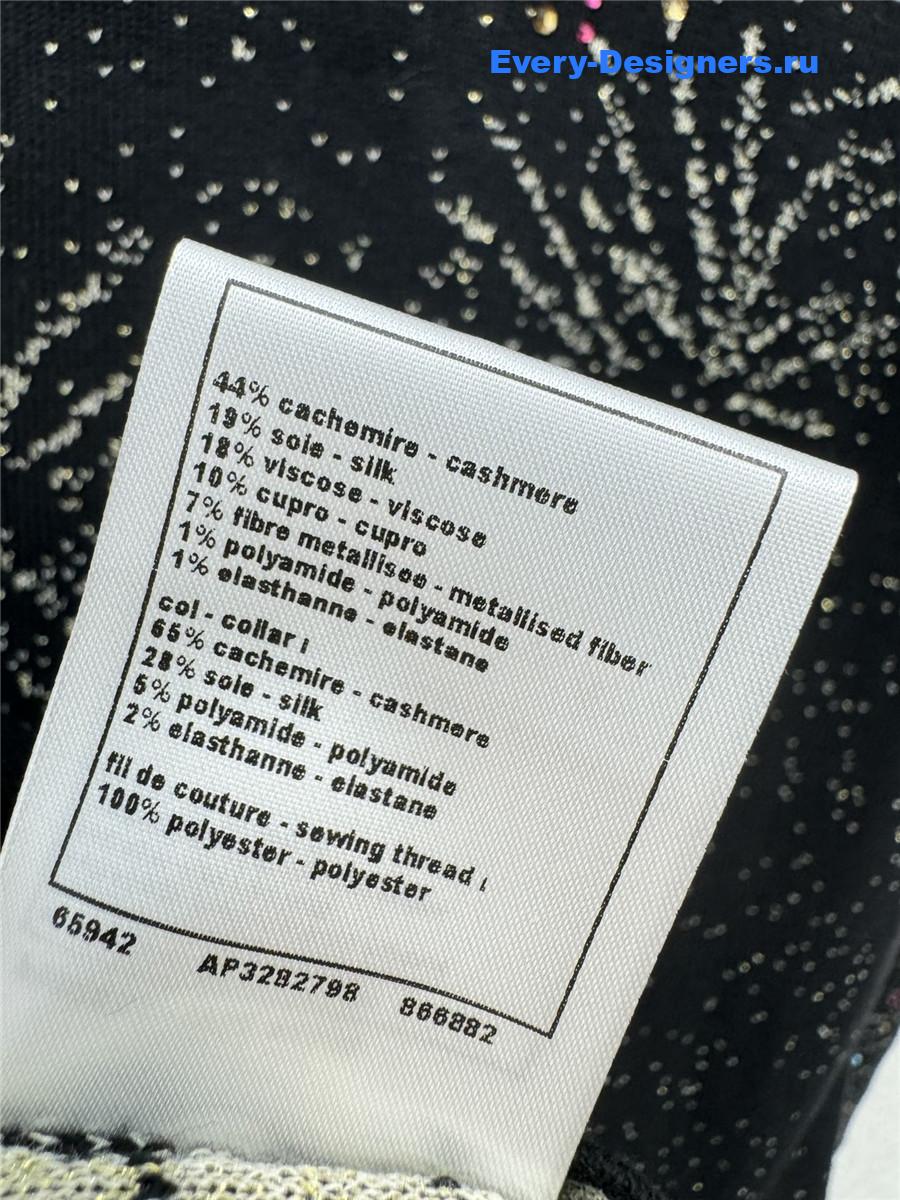 Every-Designers.ru
44% cachemire - cashmere
19% soie - silk
18% viscose - viscose
10% cupro - cupro
7% fibre metallisee - metallised fiber
1% polyamide - polyamide
1% elasthanne - elastane
col - collar :
65% cachemire - cashmere
28% soie - silk
5% polyamide - polyamide
2% elasthanne - elastane
fil de couture - sewing thread :
100% polyester - polyester
65942 AP3282798 866882